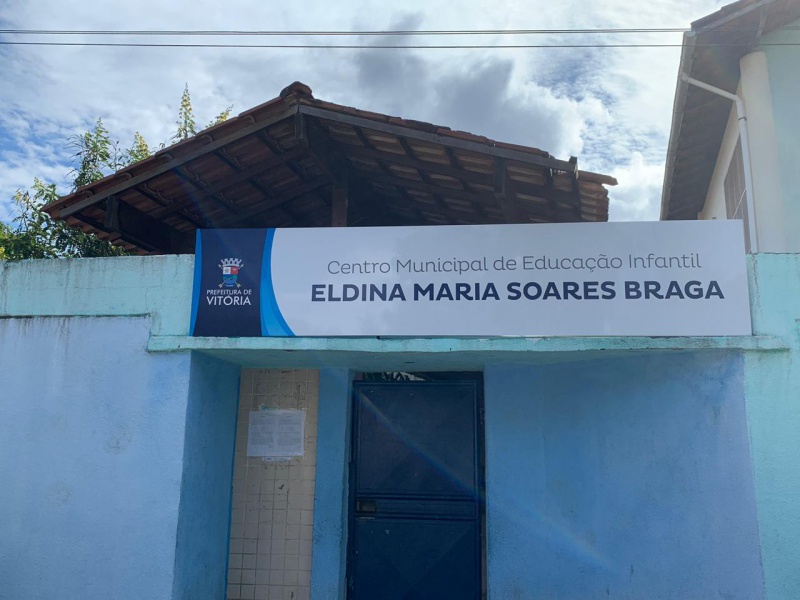 PREFEITURA DE
VITÓRIA
Centro Municipal de Educação Infantil
ELDINA MARIA SOARES BRAGA